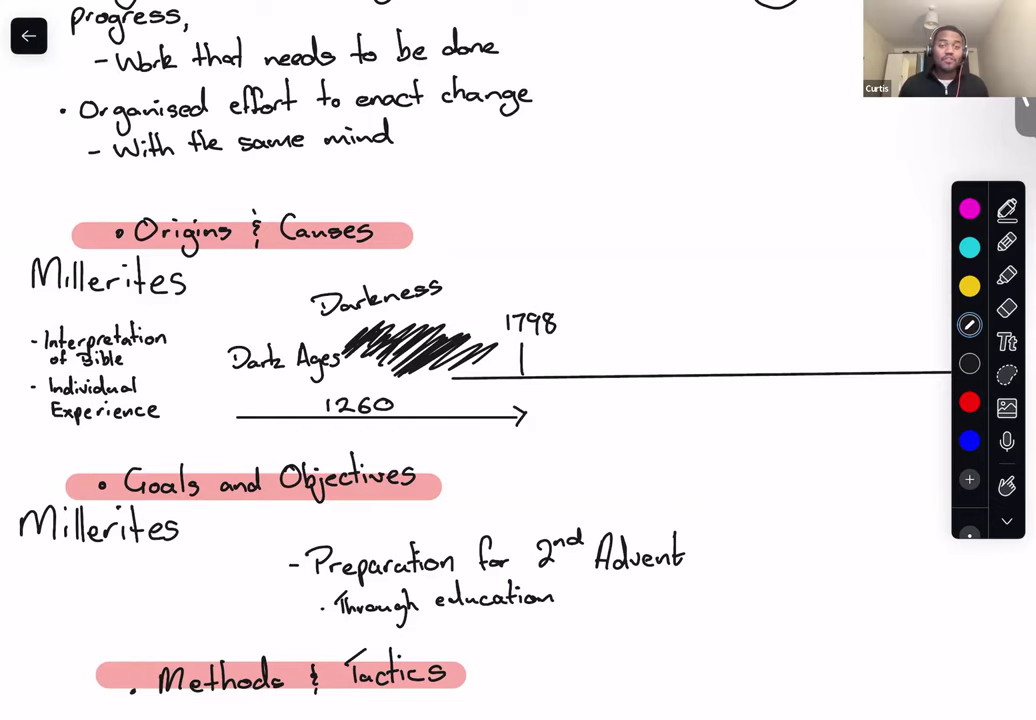 progress,
- Work that needs to be done
• Organised effort to enact change
- With the same mind
Curtis
• Origins & Causes
Millerites
Darkness
1798
- Interpretation
of Bible
Dark Ages
- Individual
Experience
1260
• Goals and Objectives
Millerites
- Preparation for 2nd Advent
• Through education
• Methods & Tactics
Tt